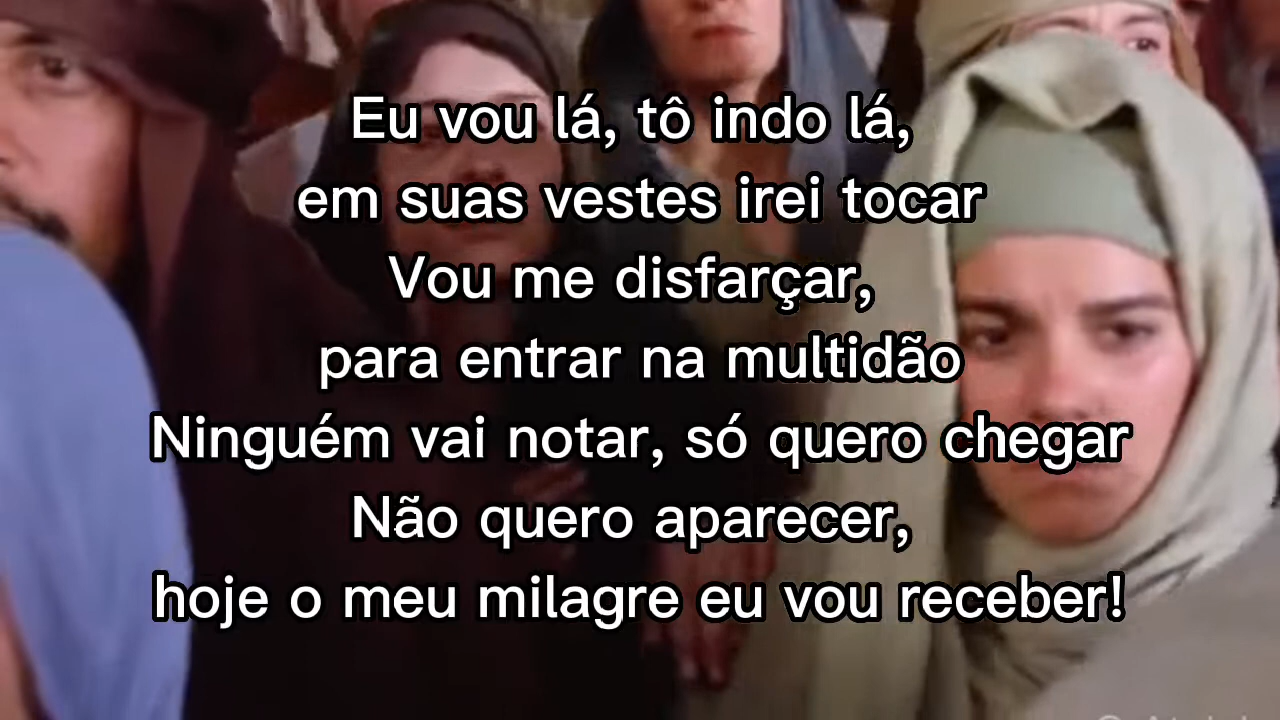 Eu vou lá, tô indo lá,
em suas vestes irei tocar
Vou me disfarçar,
para entrar na multidão
Ninguém vai notar, só quero chegar
Não quero aparecer,
hoje o meu milagre eu vou receber!